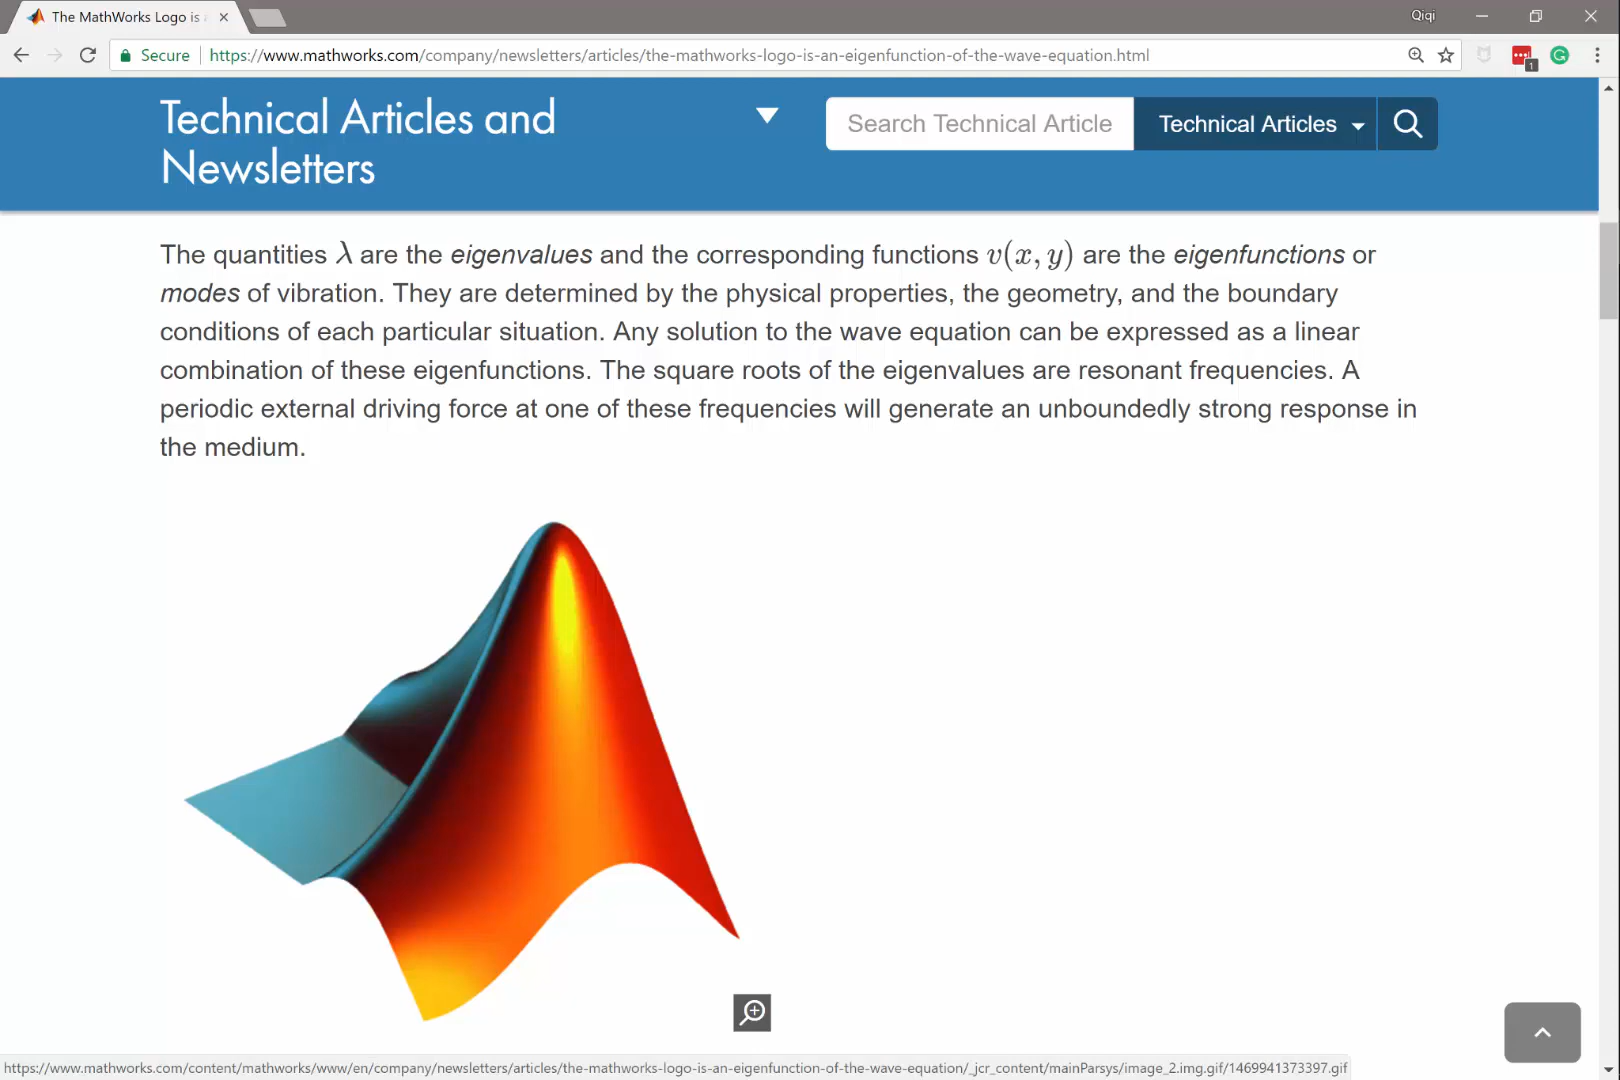 The MathWorks Logo is
Qiqi
Secure
https://www.mathworks.com/company/newsletters/articles/the-mathworks-logo-is-an-eigenfunction-of-the-wave-equation.html
1
Technical Articles and
Newsletters
Search Technical Article
Technical Articles
The quantities λ are the eigenvalues and the corresponding functions v(x, y) are the eigenfunctions or
modes of vibration. They are determined by the physical properties, the geometry, and the boundary
conditions of each particular situation. Any solution to the wave equation can be expressed as a linear
combination of these eigenfunctions. The square roots of the eigenvalues are resonant frequencies. A
periodic external driving force at one of these frequencies will generate an unboundedly strong response in
the medium.
https://www.mathworks.com/content/mathworks/www/en/company/newsletters/articles/the-mathworks-logo-is-an-eigenfunction-of-the-wave-equation/_jcr_content/mainParsys/image_2.img.gif/1469941373397.gif